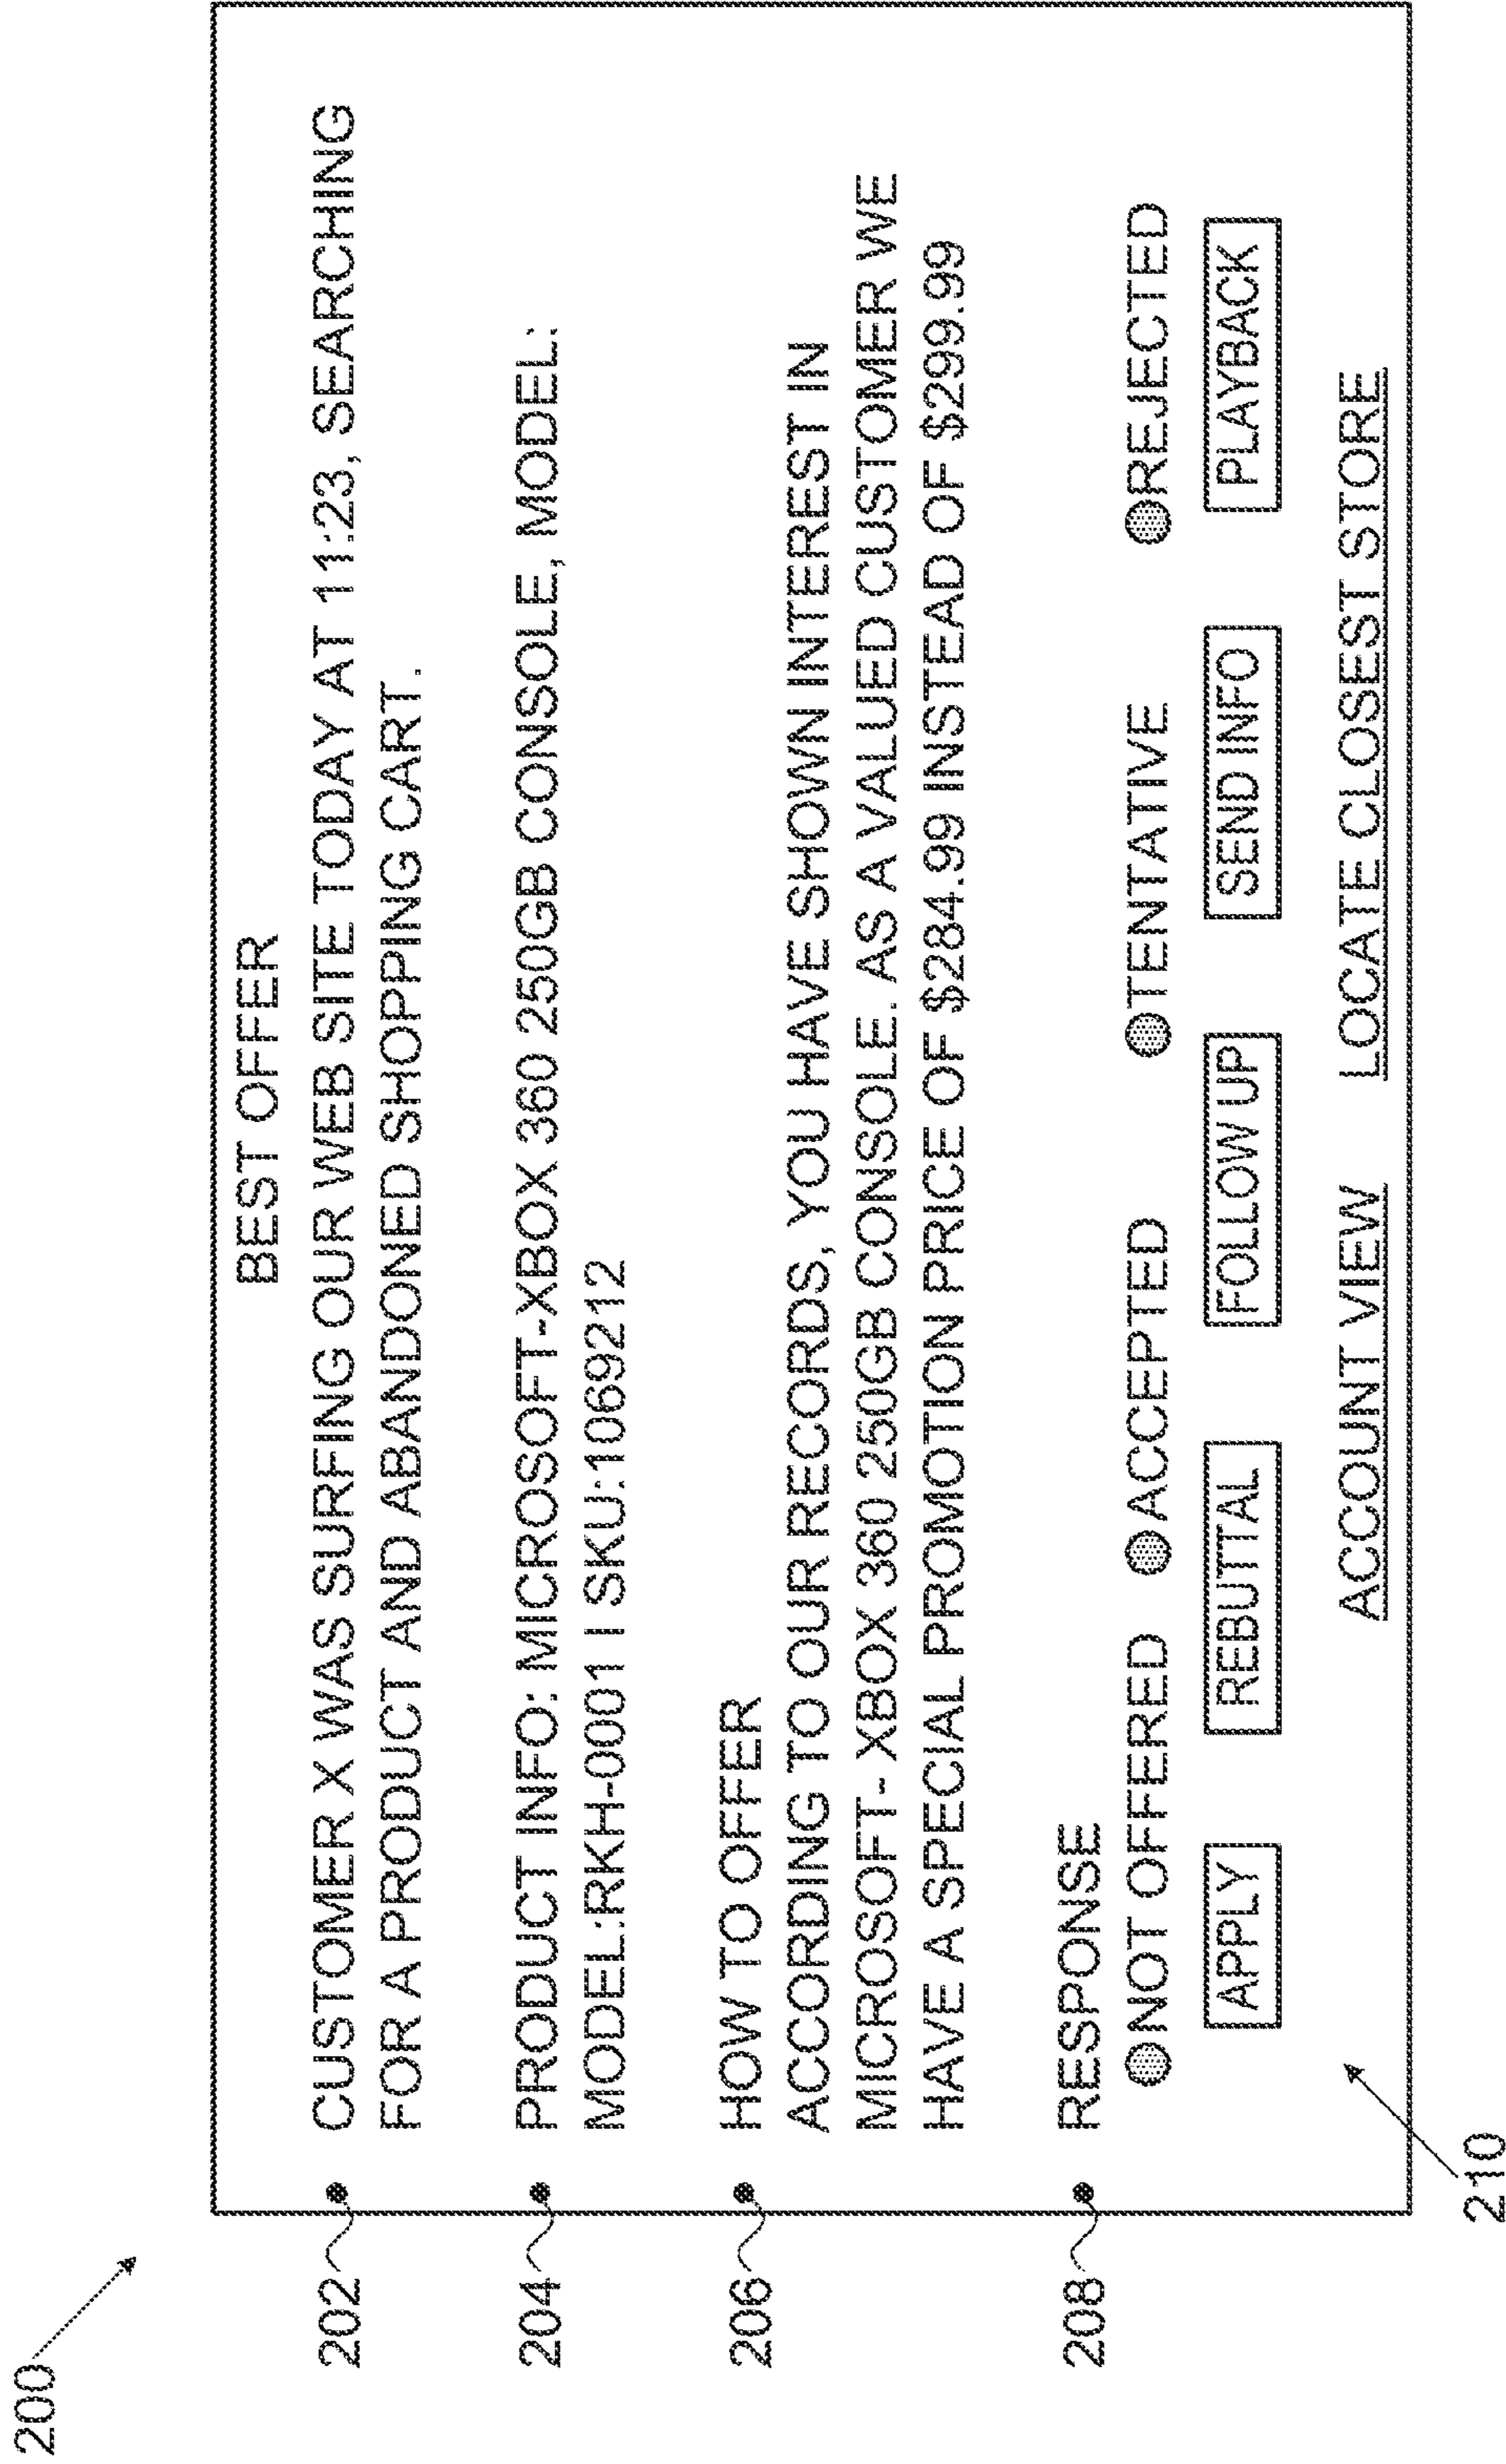 200
BEST OFFER
202
CUSTOMER X WAS SURFING OUR WEB SITE TODAY AT 11:23, SEARCHING
FOR A PRODUCT AND ABANDONED SHOPPING CART.
204
PRODUCT INFO: MICROSOFT-XBOX 360 250GB CONSOLE, MODEL:
MODEL:RKH-0001 I SKU:1069212
206
HOW TO OFFER
ACCORDING TO OUR RECORDS, YOU HAVE SHOWN INTEREST IN
MICROSOFT- XBOX 360 250GB CONSOLE. AS A VALUED CUSTOMER WE
HAVE A SPECIAL PROMOTION PRICE OF $284.99 INSTEAD OF $299.99
208
RESPONSE
NOT OFFERED ACCEPTED TENTATIVE REJECTED
APPLY REBUTTAL FOLLOW UP SEND INFO PLAYBACK
ACCOUNT VIEW LOCATE CLOSEST STORE
210